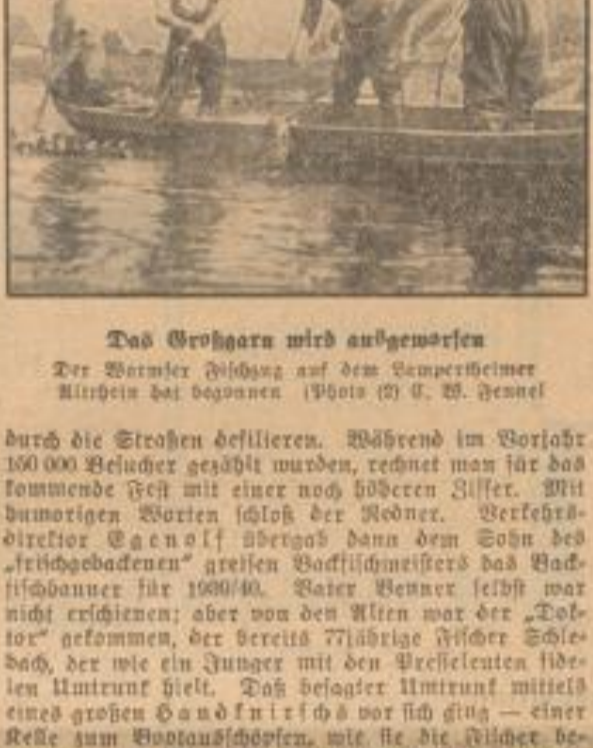 Das Großgarn wird ausgeworfen
Der Wormser Fischzug auf dem Lampertheimer
Altrhein hat begonnen (Photo (2) C. W. Fennel
durch die Straßen defilieren. Während im Vorjahr
160 000 Besucher gezählt wurden, rechnet man für das
kommende Fest mit einer noch höheren Ziffer. Mit
humorigen Worten schloß der Redner. Verkehrs-
direktor Egenolf übergab dann dem Sohn des
„frischgebackenen" greisen Backfischmeisters das Back-
fischbanner für 1939/40. Vater Benner selbst war
nicht erschienen; aber von den Alten war der „Dok-
tor" gekommen, der bereits 77jährige Fischer Schle-
bach, der wie ein Junger mit den Presseleuten fide-
len Umtrunk hielt. Daß besagter Umtrunk mittels
eines großen Handknirschs vor sich ging — einer
Kelle zum Bootausschöpfen, wie sie die Fischer be-